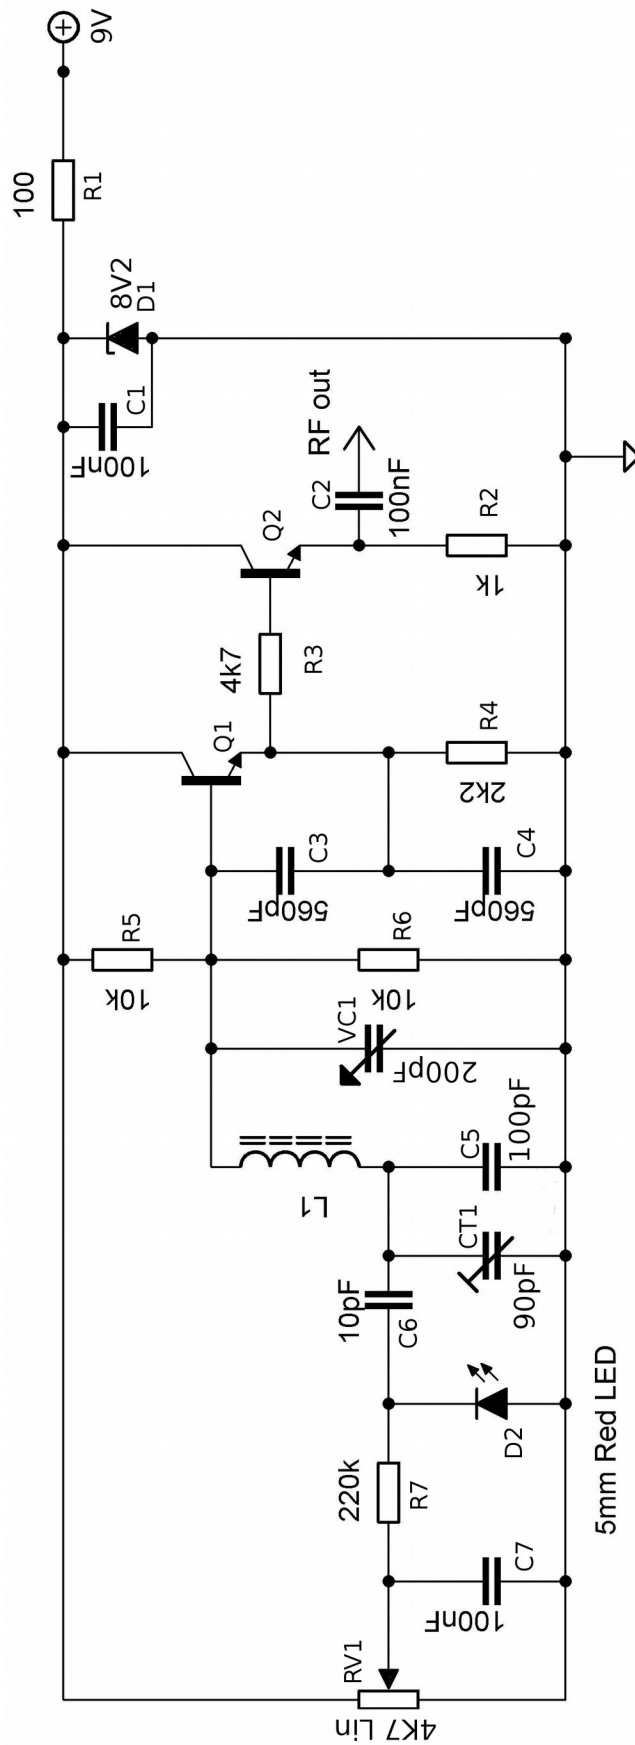 9V
100
R1
8V2
D1
C1
100nF
RF out
C2
100nF
Q2
R2
1k
4k7
R3
Q1
R4
2k2
C3
560pF
C4
560pF
R5
10k
R6
10k
VC1
200pF
L1
C5
100pF
CT1
90pF
10pF
C6
D2
5mm Red LED
220k
R7
C7
100nF
RV1
4K7 Lin